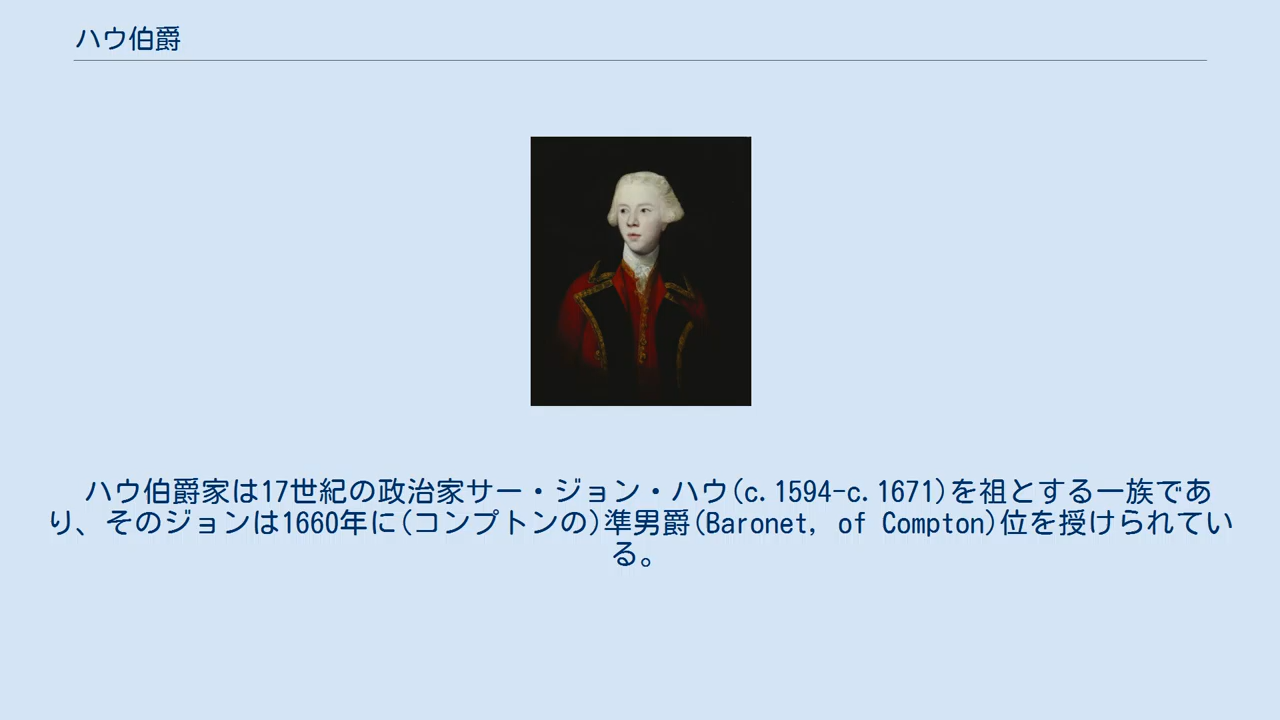 ハウ伯爵
ハウ伯爵家は17世紀の政治家サー・ジョン・ハウ(c.1594-c.1671)を祖とする一族であ
り、そのジョンは1660年に(コンプトンの)準男爵(Baronet, of Compton)位を授けられてい
る。